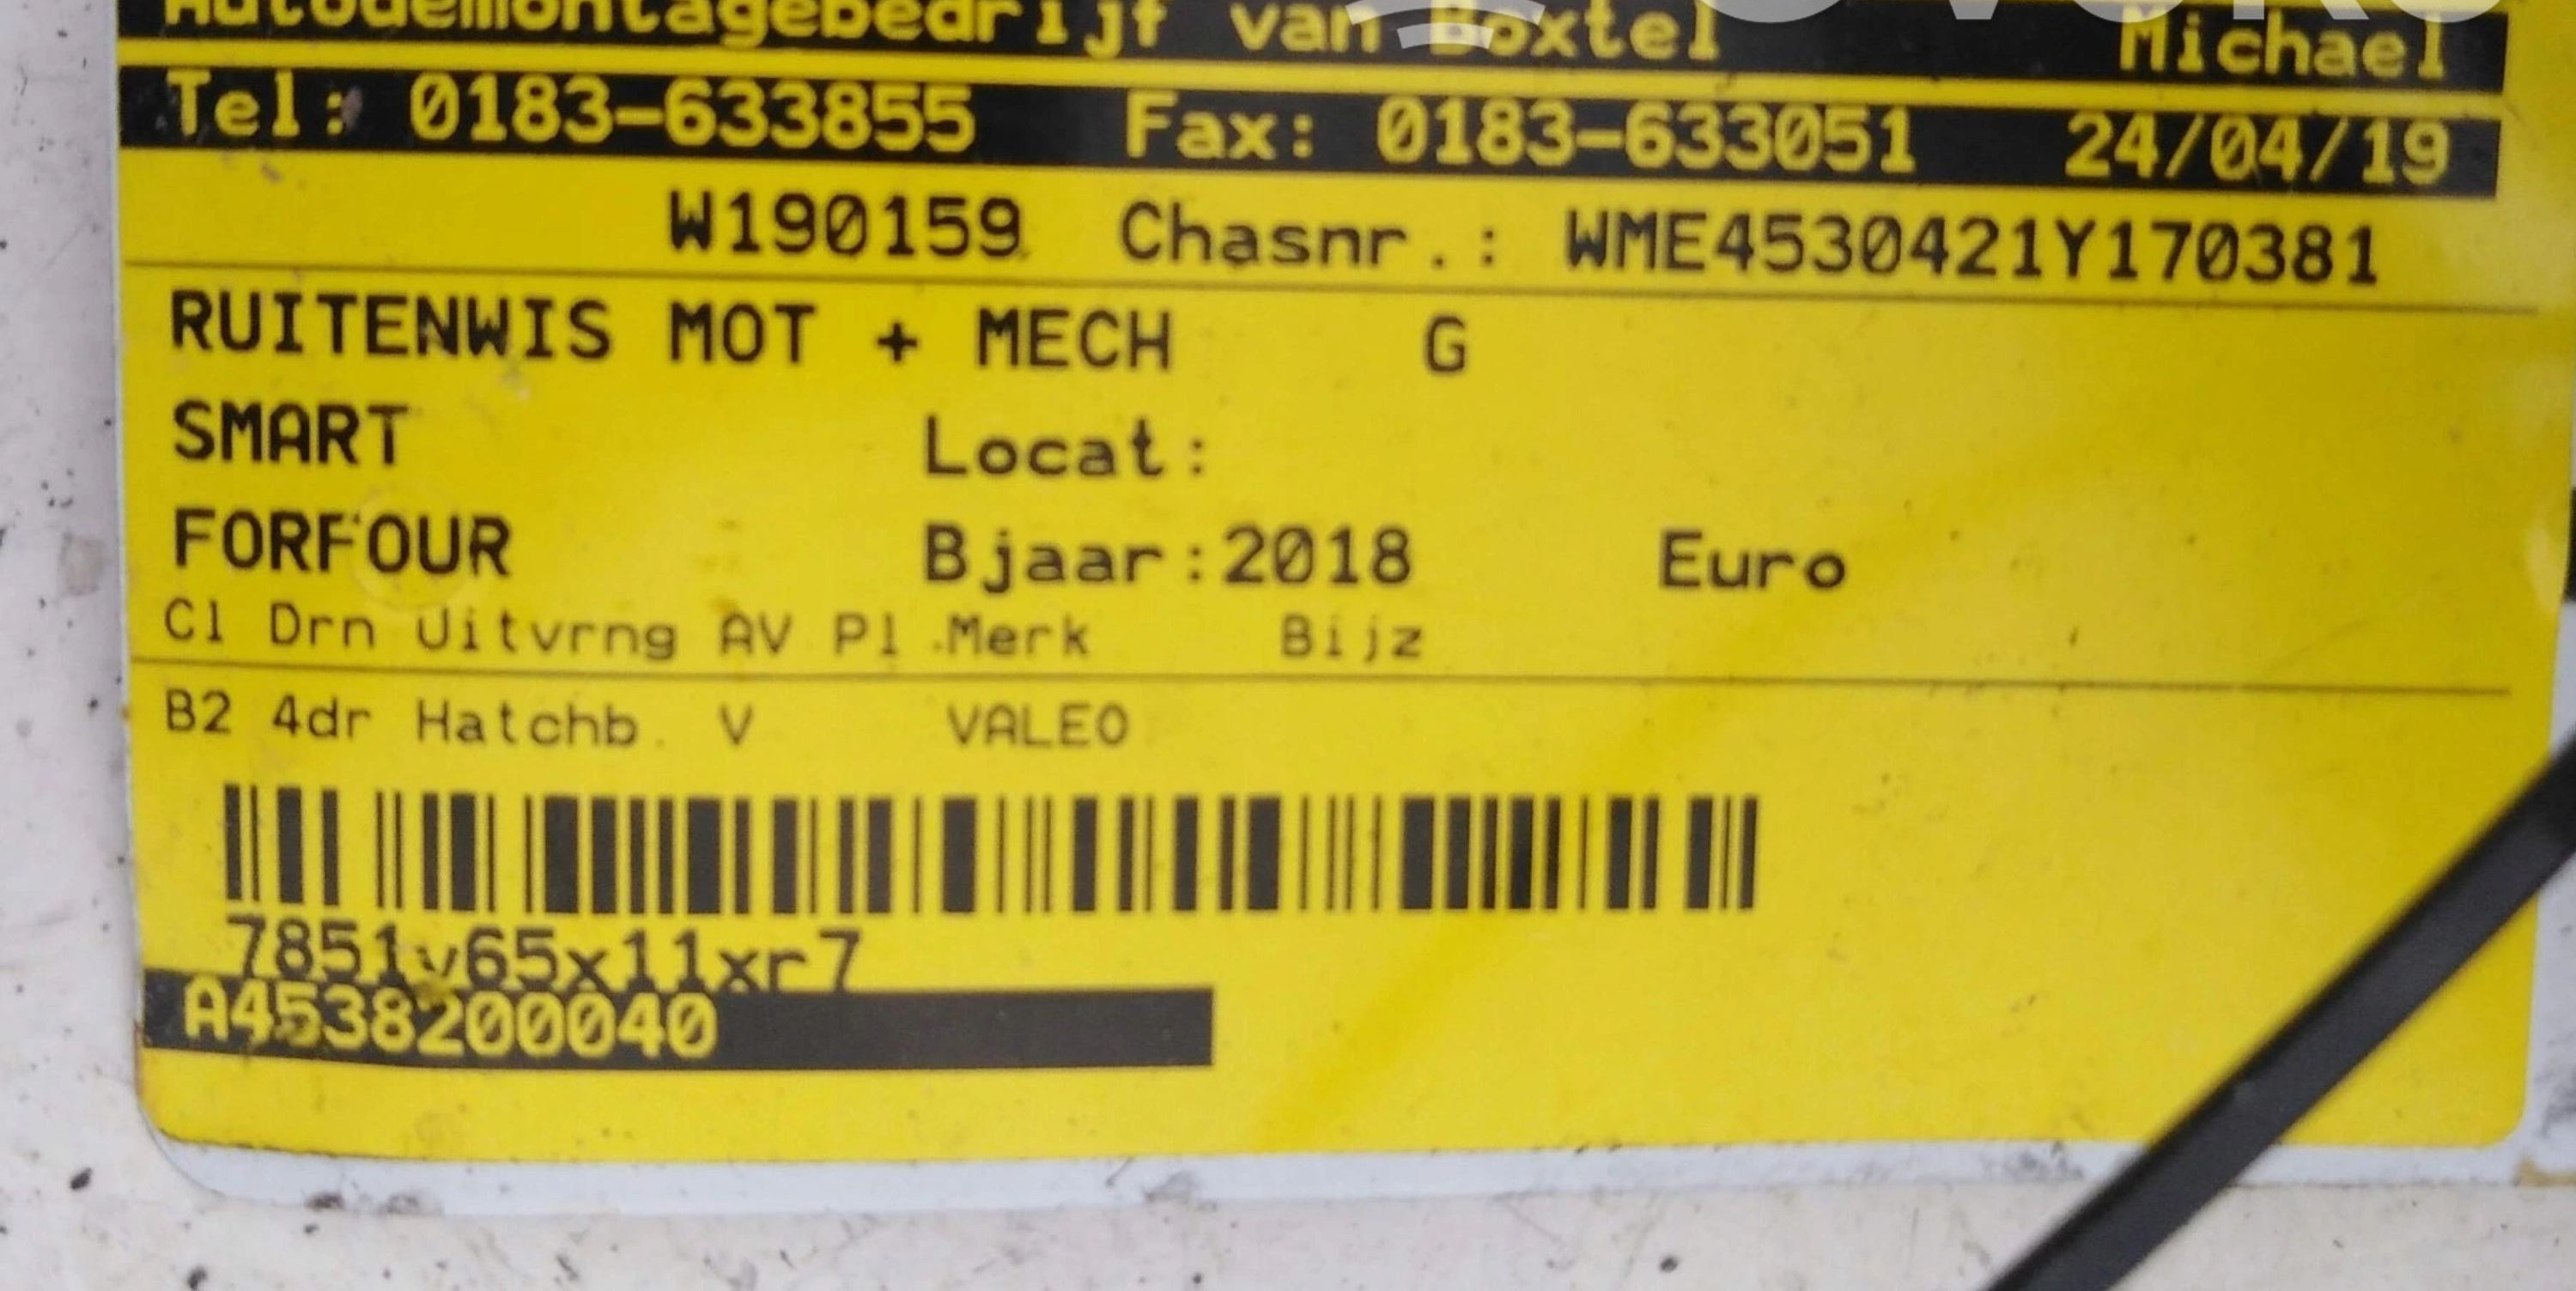 Autodemontagebedrijf van Boxtel Michael
Tel: 0183-633855 Fax: 0183-633051 24/04/19
W190159 Chasnr.: WME4530421Y170381
RUITENWIS MOT + MECH G
SMART Locat:
FORFOUR Bjaar:2018 Euro
Cl Drn Uitvrng AV Pl Merk Bijz
B2 4dr Hatchb. V VALEO
7851v65x11xr7
A4538200040